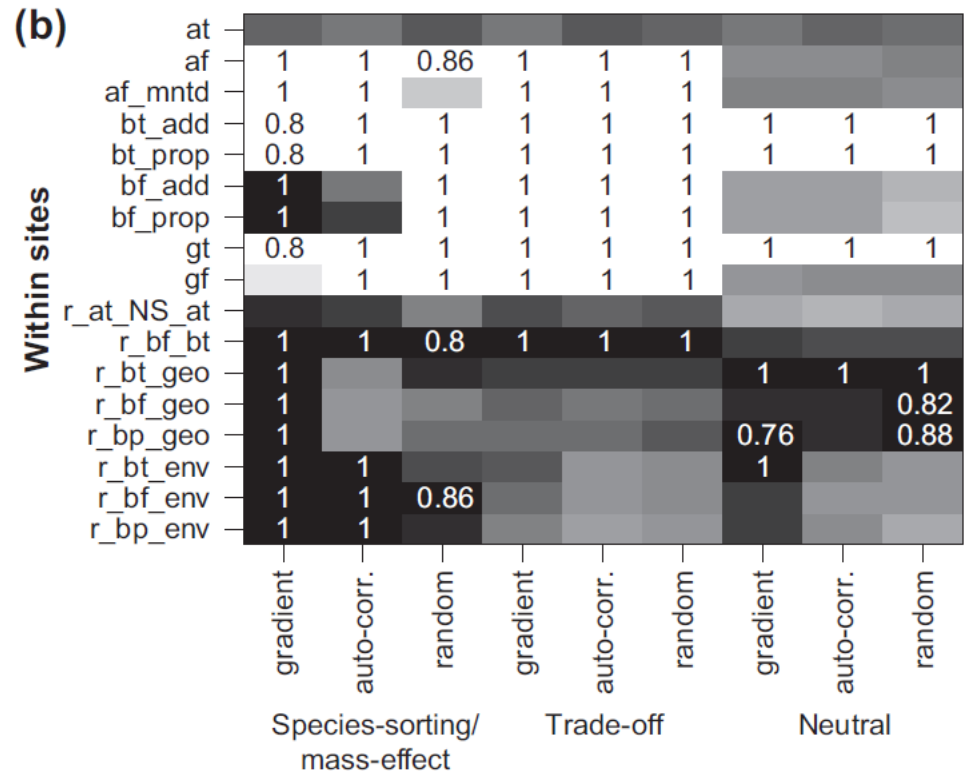 (b)
Within sites
at
af 1 1 0.86 1 1 1
af_mntd 1 1 1 1 1
bt_add 0.8 1 1 1 1 1 1 1 1
bt_prop 0.8 1 1 1 1 1 1 1 1
bf_add 1 1 1 1 1
bf_prop 1 1 1 1 1
gt 0.8 1 1 1 1 1 1 1 1
gf 1 1 1 1 1
r_at_NS_at
r_bf_bt 1 1 0.8 1 1 1
r_bt_geo 1 1 1 1
r_bf_geo 1 0.82
r_bp_geo 1 0.76 0.88
r_bt_env 1 1 1
r_bf_env 1 1 0.86
r_bp_env 1 1
gradient auto-corr. random gradient auto-corr. random gradient auto-corr. random
Species-sorting/ Trade-off Neutral
mass-effect